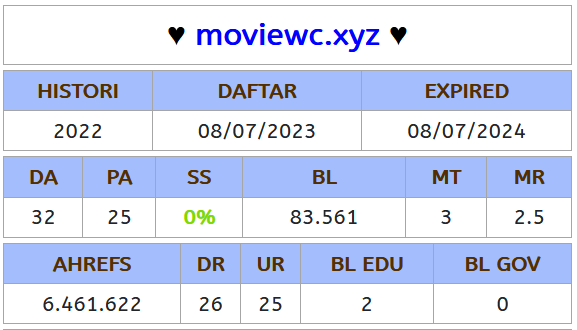 ♥ moviewc.xyz ♥
HISTORI DAFTAR EXPIRED
2022 08/07/2023 08/07/2024
DA PA SS BL MT MR
32 25 0% 83.561 3 2.5
AHREFS DR UR BL EDU BL GOV
6.461.622 26 25 2 0